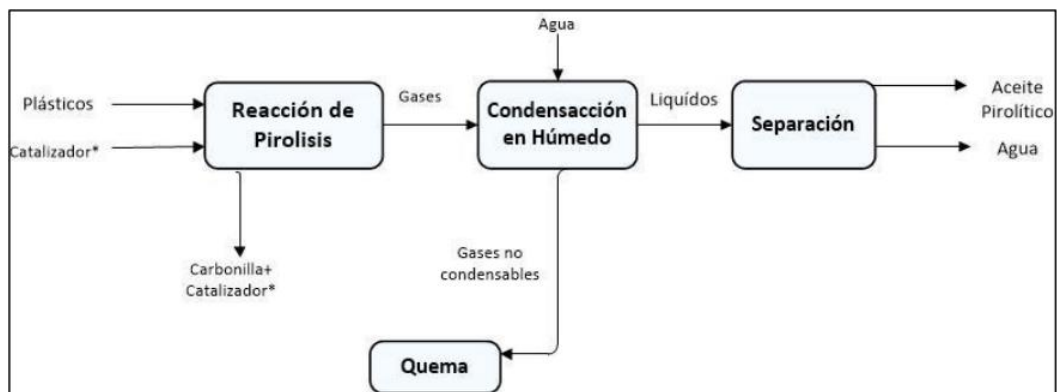 Agua
Plásticos
Catalizador*
Reacción de
Pirolisis
Gases
Condensacción
en Húmedo
Liquídos
Separación
Aceite
Pirolítico
Agua
Carbonilla+
Catalizador*
Gases no
condensables
Quema